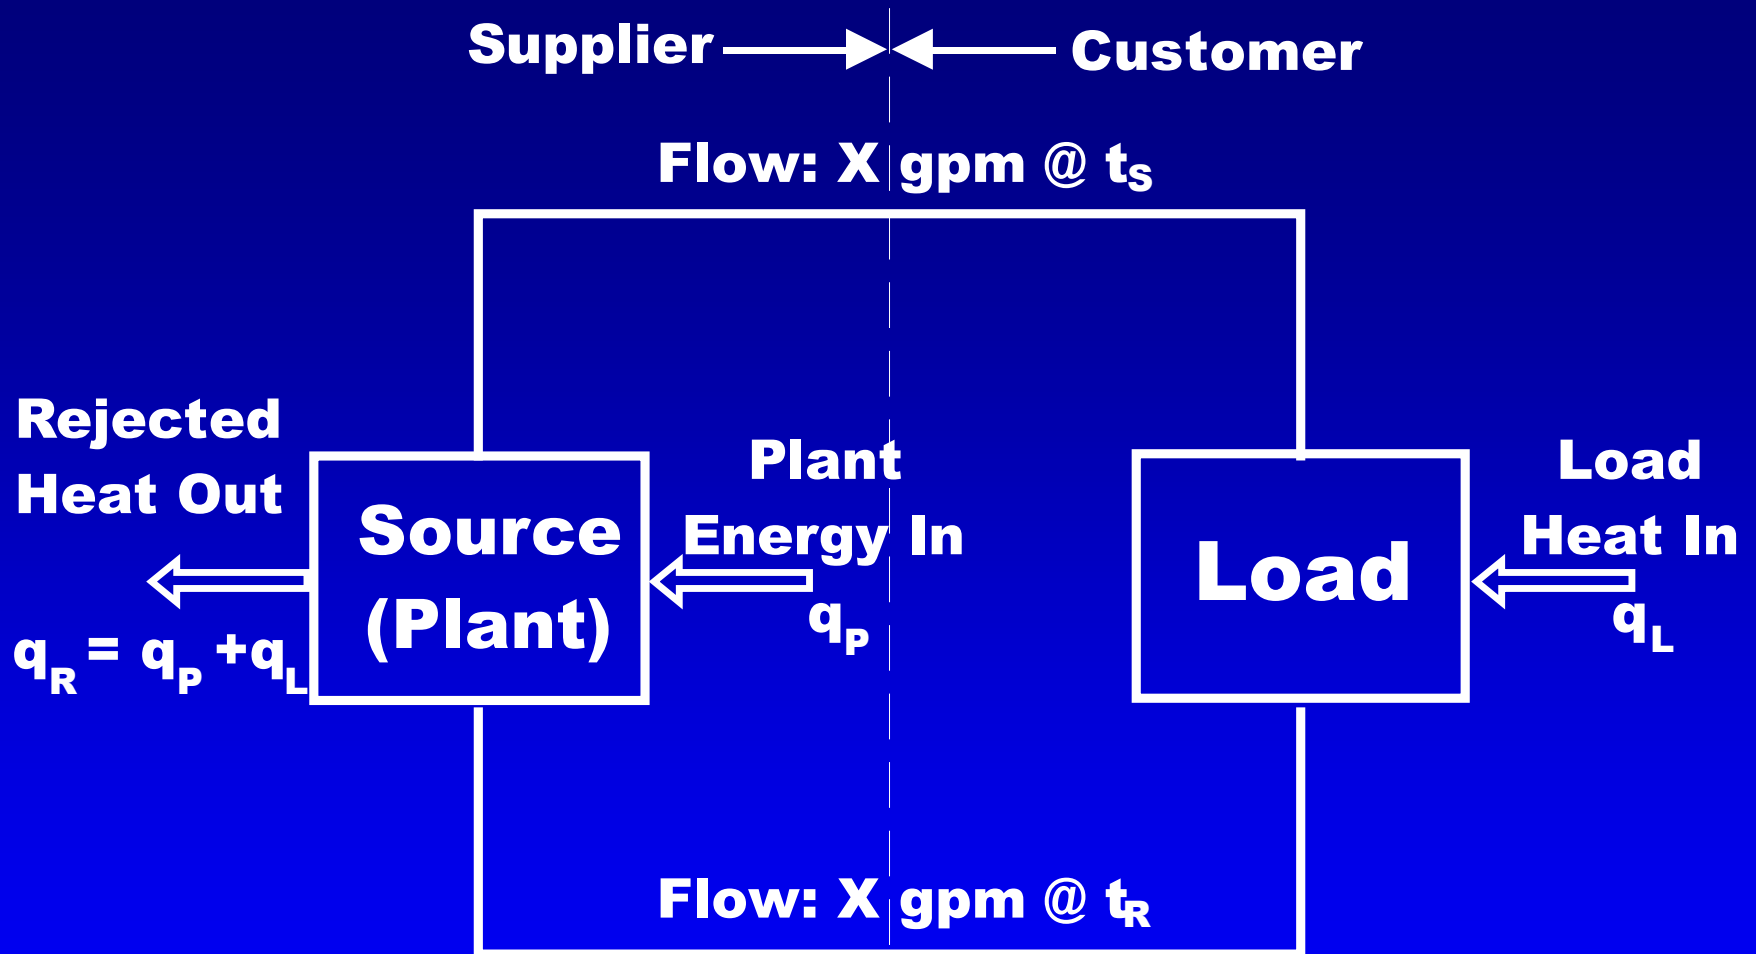 Supplier
Customer
Flow: X gpm @ tS
Rejected
Heat Out
qR = qP +qL
Source
(Plant)
Plant
Energy In
qP
Load
Load
Heat In
qL
Flow: X gpm @ tR